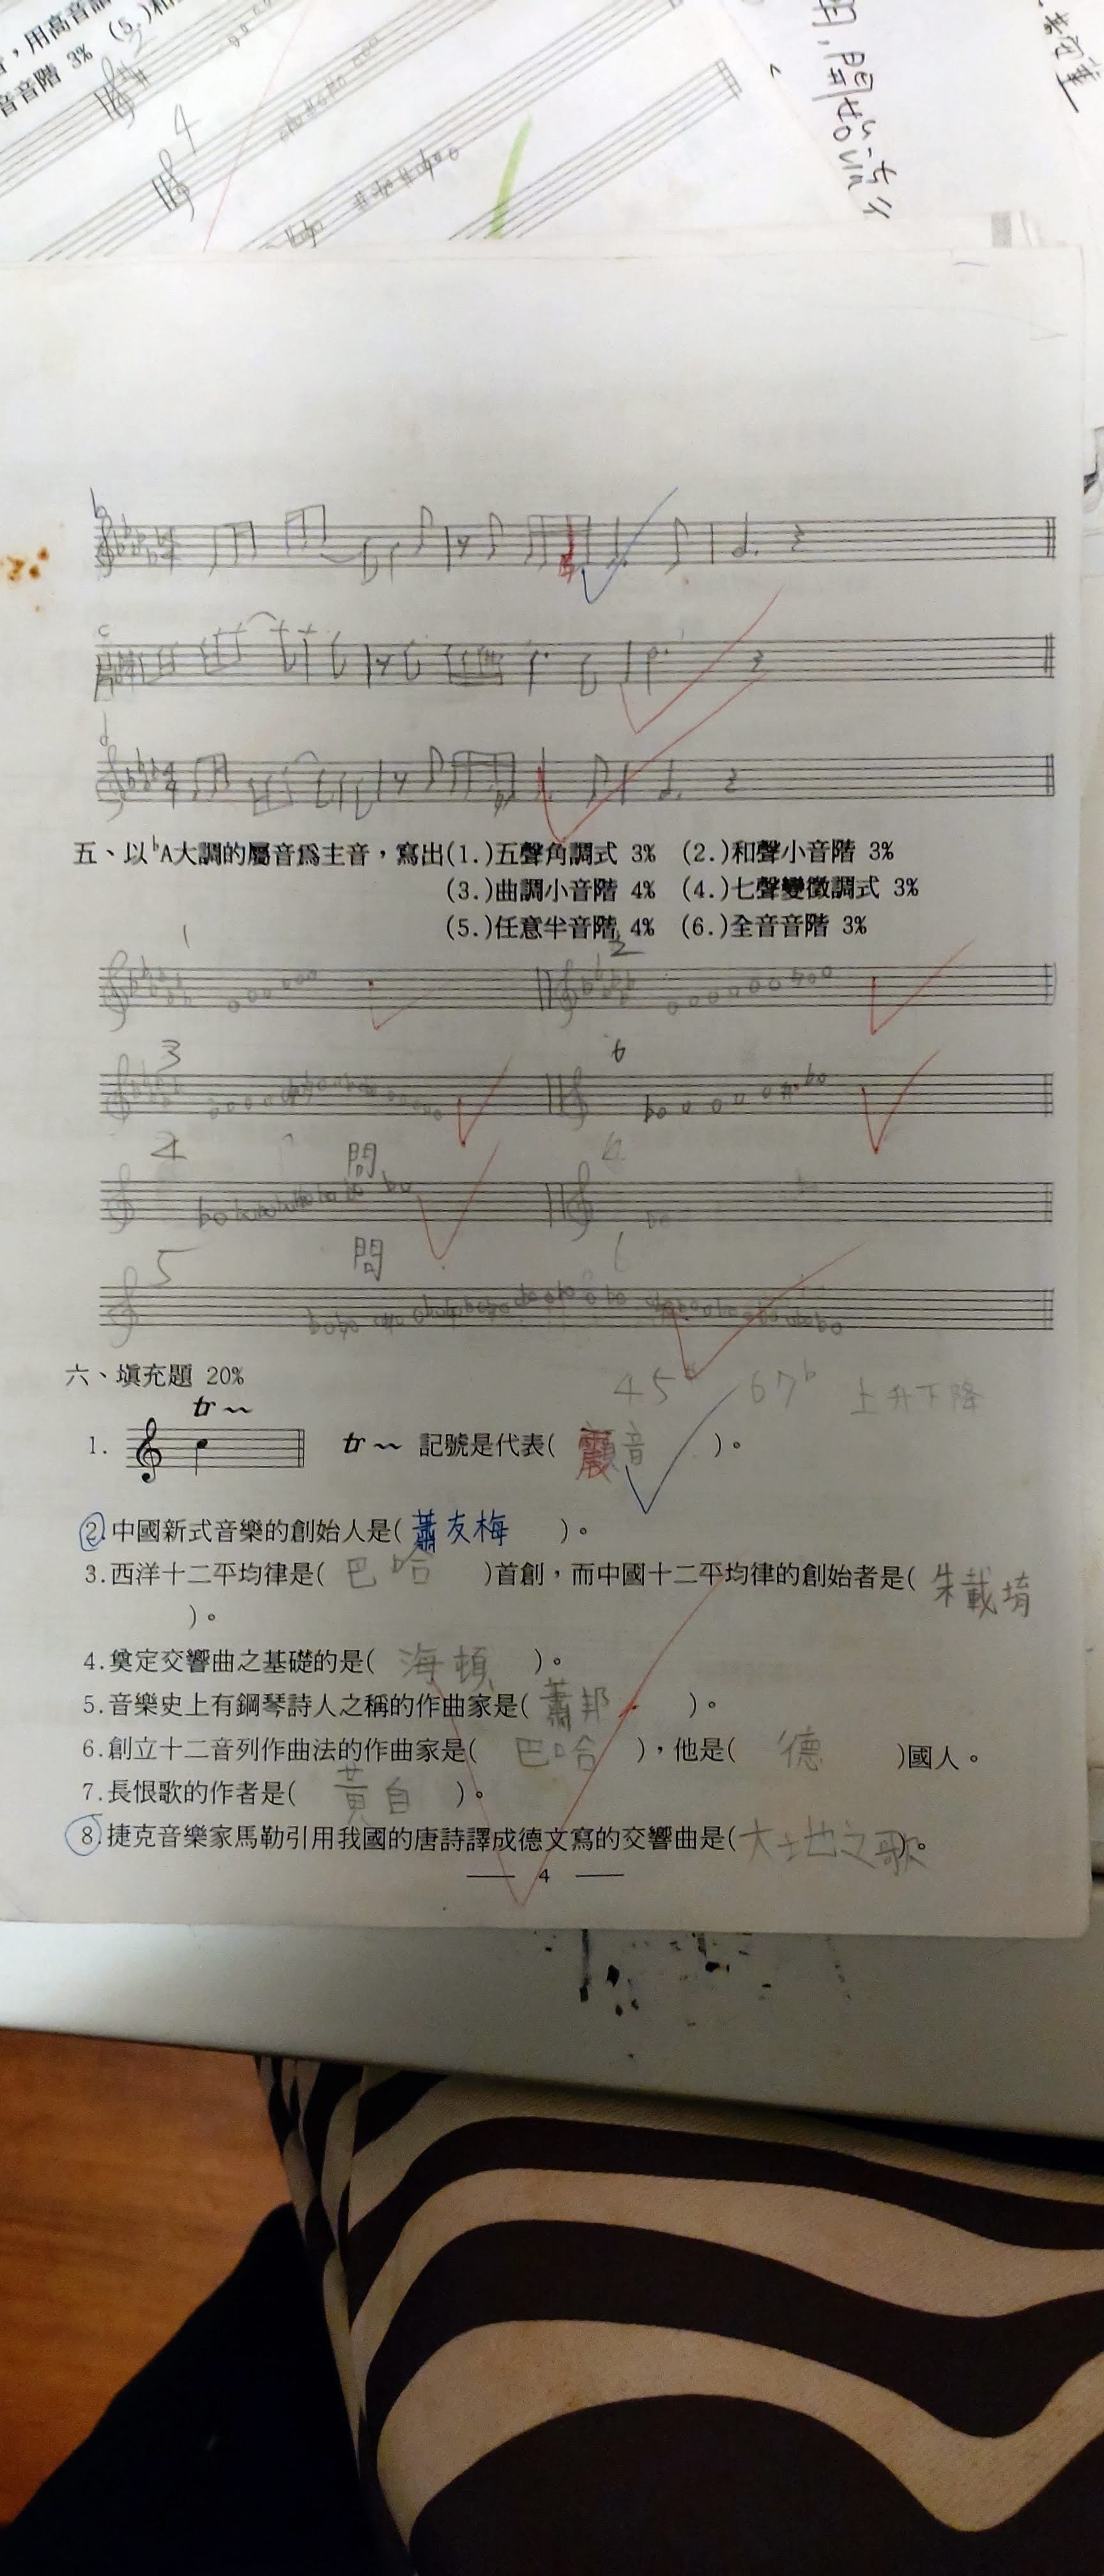 ，用高音
音音階 3% (5.)
4
用,開始
b
c
d
五、以♭A大調的屬音爲主音，寫出(1.)五聲角調式 3% (2.)和聲小音階 3%
(3.)曲調小音階 4% (4.)七聲變徵調式 3%
(5.)任意半音階 4% (6.)全音音階 3%
1 2
3 6
4 問
5 問
六、塡充題 20%
45# 67b 上升下降
tr~~
1. tr~~ 記號是代表( 顫音 )。
2.中國新式音樂的創始人是( 蕭友梅 )。
3.西洋十二平均律是( 巴哈 )首創，而中國十二平均律的創始者是( 朱載堉
)。
4.奠定交響曲之基礎的是( 海頓 )。
5.音樂史上有鋼琴詩人之稱的作曲家是( 蕭邦 )。
6.創立十二音列作曲法的作曲家是( 巴哈 )，他是( 德 )國人。
7.長恨歌的作者是( 黃自 )。
8.捷克音樂家馬勒引用我國的唐詩譯成德文寫的交響曲是(大地之歌)。
4